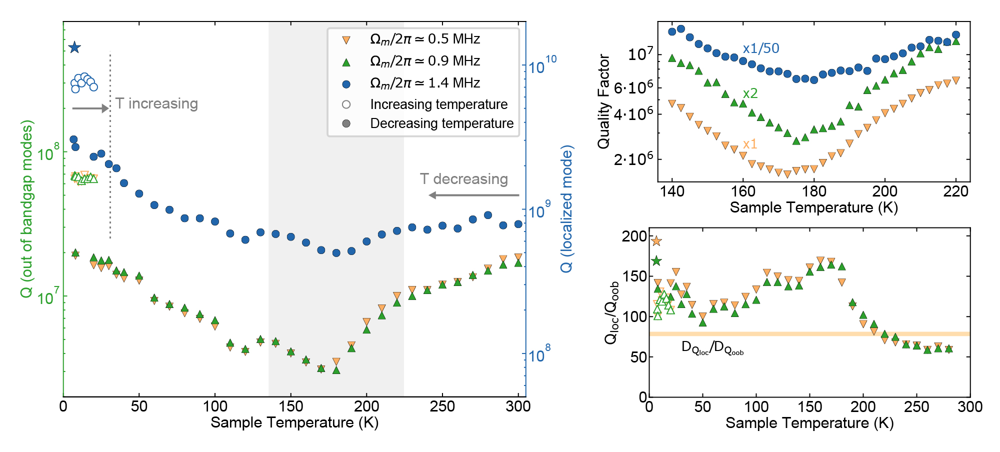 Ωm/2π ≃ 0.5 MHz
Ωm/2π ≃ 0.9 MHz
Ωm/2π ≃ 1.4 MHz
Increasing temperature
Decreasing temperature
T increasing
T decreasing
Q (out of bandgap modes)
10^8
10^7
Q (localized mode)
10^10
10^9
10^8
0 50 100 150 200 250 300
Sample Temperature (K)
Quality Factor
10^7
6·10^6
4·10^6
2·10^6
x1/50
x2
x1
140 160 180 200 220
Sample Temperature (K)
Qloc/Qoob
200
150
100
50
0
DQloc/DQoob
0 50 100 150 200 250 300
Sample Temperature (K)